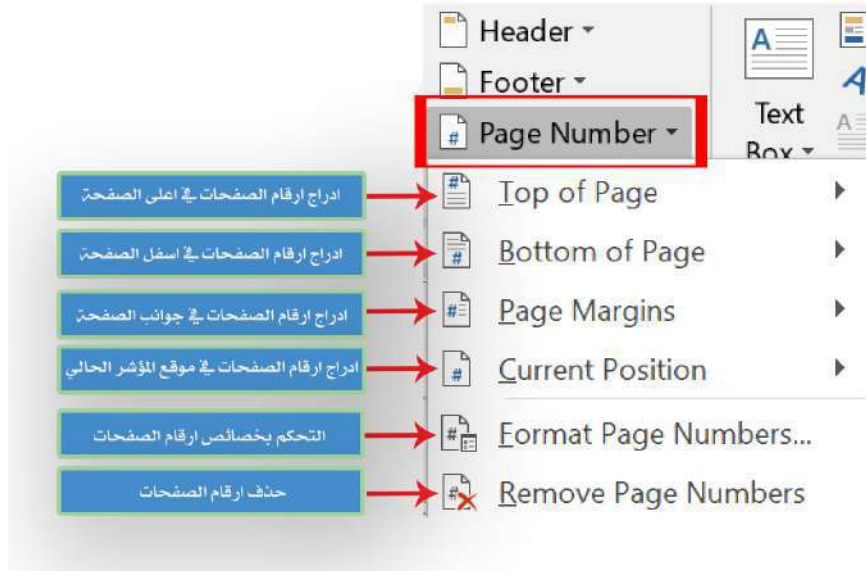 Header
Footer
Page Number
Text
Box
ادراج ارقام الصفحات في اعلى الصفحة
Top of Page
ادراج ارقام الصفحات في اسفل الصفحة
Bottom of Page
ادراج ارقام الصفحات في جوانب الصفحة
Page Margins
ادراج ارقام الصفحات في موقع المؤشر الحالي
Current Position
التحكم بخصائص ارقام الصفحات
Format Page Numbers...
حذف ارقام الصفحات
Remove Page Numbers